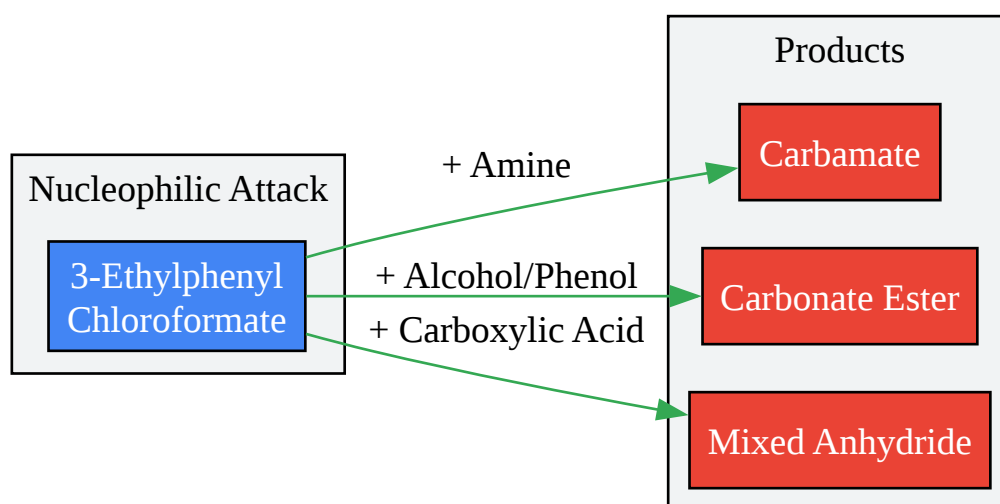 Nucleophilic Attack
3-Ethylphenyl
Chloroformate
+ Amine
+ Alcohol/Phenol
+ Carboxylic Acid
Products
Carbamate
Carbonate Ester
Mixed Anhydride